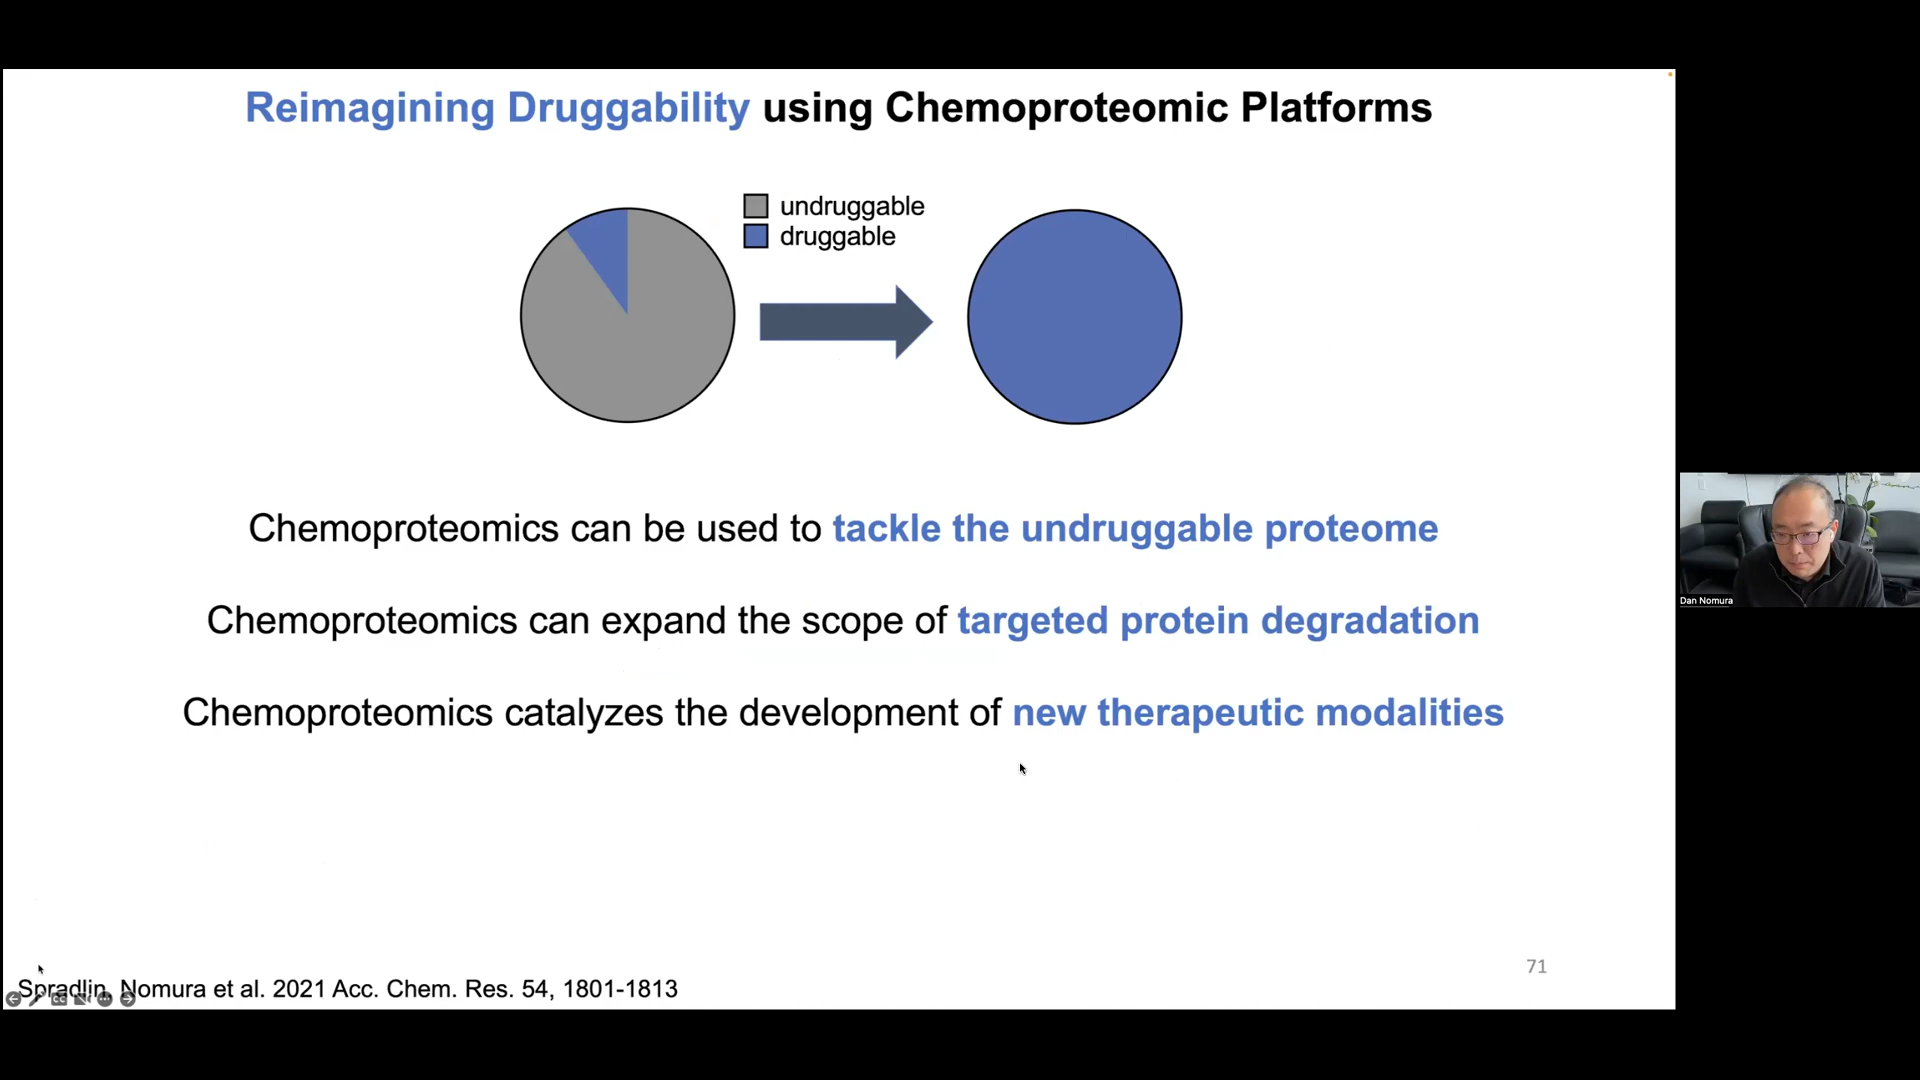 Reimagining Druggability using Chemoproteomic Platforms
undruggable
druggable
Chemoproteomics can be used to tackle the undruggable proteome
Chemoproteomics can expand the scope of targeted protein degradation
Chemoproteomics catalyzes the development of new therapeutic modalities
Dan Nomura
71
Spradlin, Nomura et al. 2021 Acc. Chem. Res. 54, 1801-1813